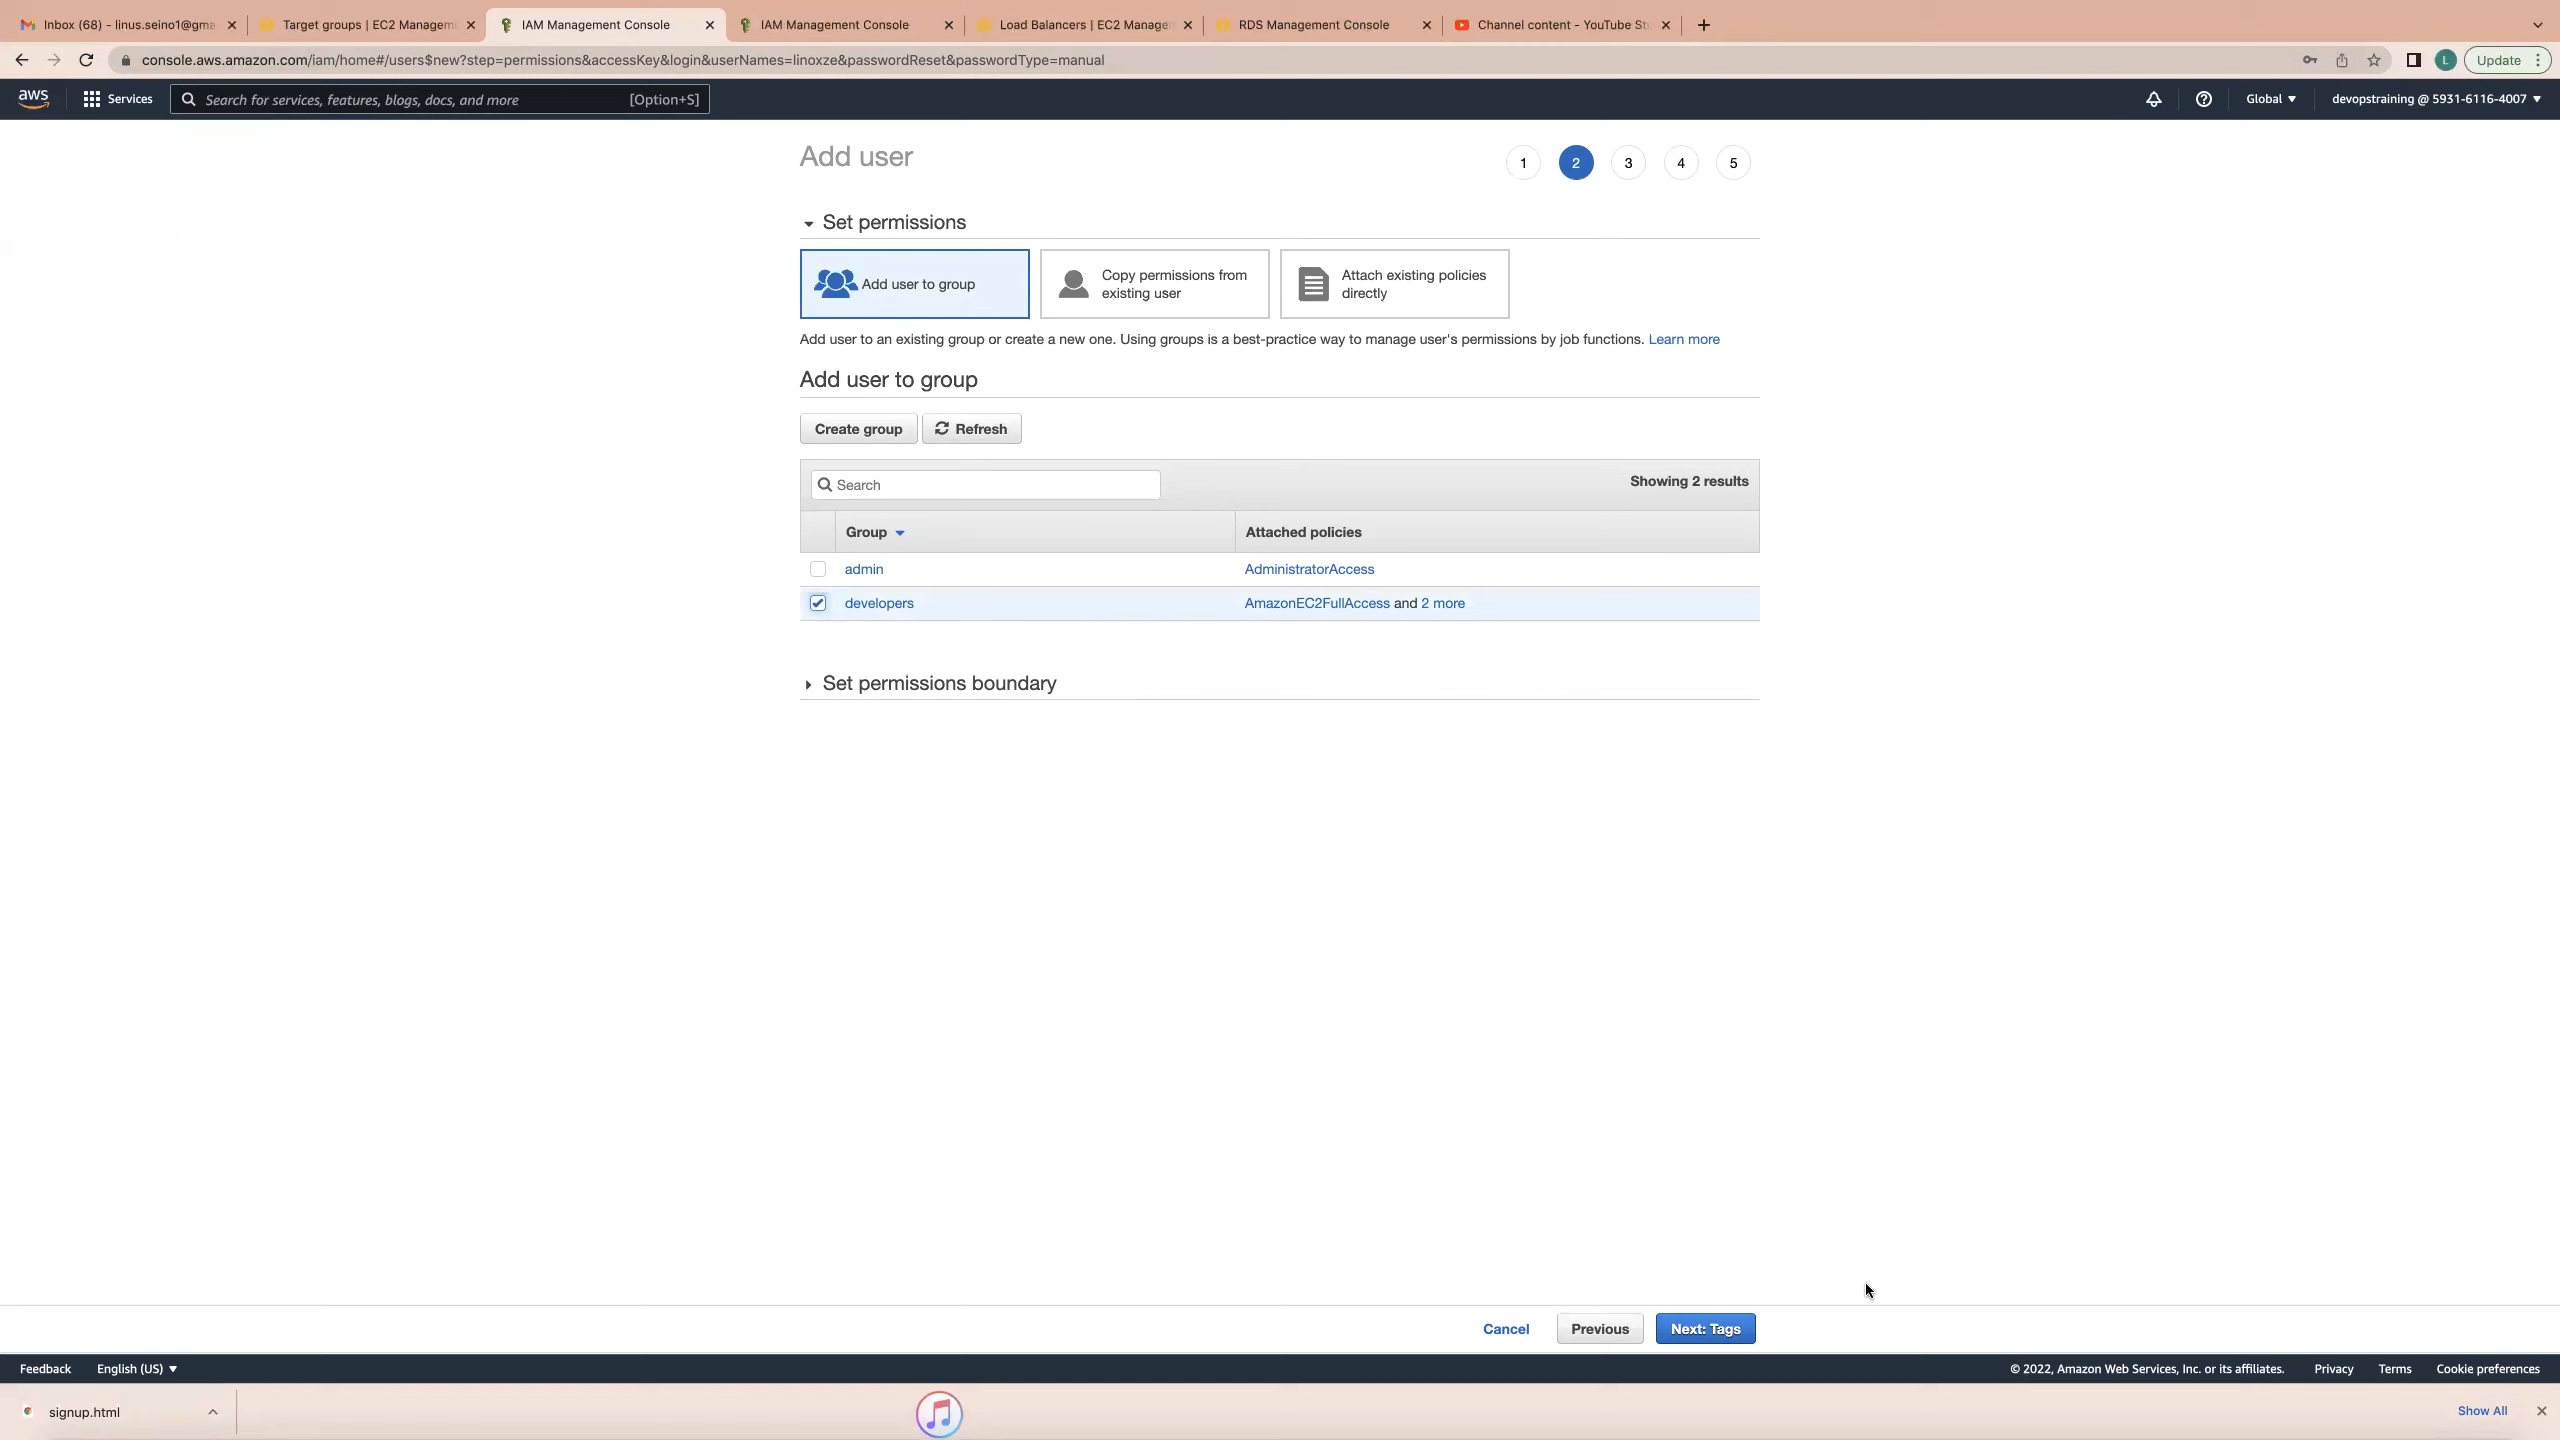 Inbox (68) - linus.seino1@gma
Target groups | EC2 Managem
IAM Management Console
IAM Management Console
Load Balancers | EC2 Manage
RDS Management Console
Channel content - YouTube St
console.aws.amazon.com/iam/home#/users$new?step=permissions&accessKey&login&userNames=linoxze&passwordReset&passwordType=manual
L
Update
aws
Services
Search for services, features, blogs, docs, and more
[Option+S]
Global
devopstraining @ 5931-6116-4007
Add user
1 2 3 4 5
Set permissions
Add user to group
Copy permissions from
existing user
Attach existing policies
directly
Add user to an existing group or create a new one. Using groups is a best-practice way to manage user's permissions by job functions. Learn more
Add user to group
Create group
Refresh
Search
Showing 2 results
Group
Attached policies
admin
AdministratorAccess
developers
AmazonEC2FullAccess and 2 more
Set permissions boundary
Cancel
Previous
Next: Tags
Feedback
English (US)
© 2022, Amazon Web Services, Inc. or its affiliates.
Privacy
Terms
Cookie preferences
signup.html
Show All